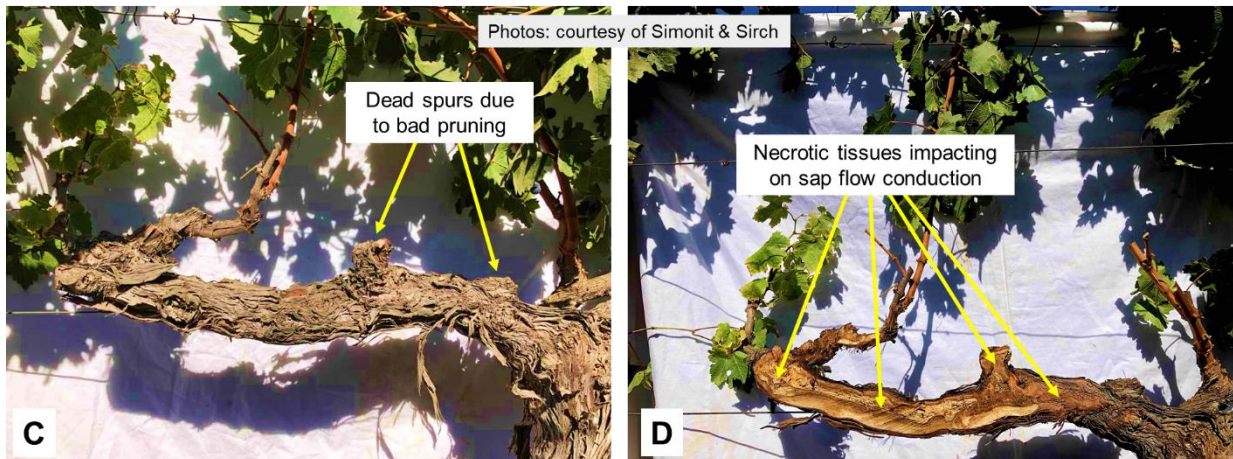 Photos: courtesy of Simonit & Sirch
Dead spurs due
to bad pruning
C
Necrotic tissues impacting
on sap flow conduction
D